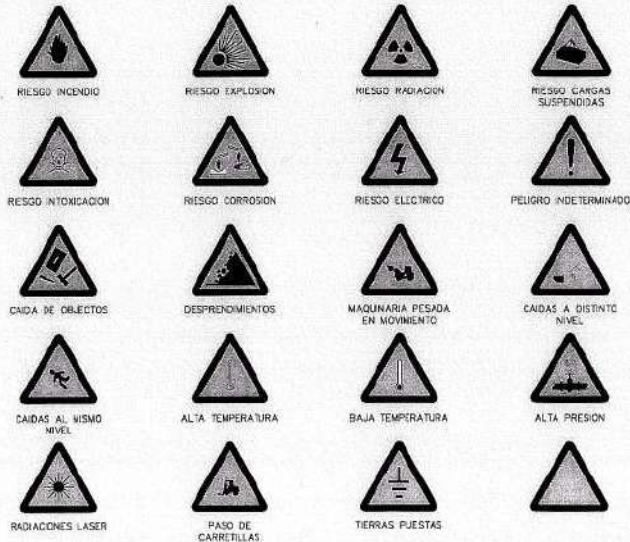 RIESGO INCENDIO
RIESGO EXPLOSION
RIESGO RADIACION
RIESGO CARGAS
SUSPENDIDAS
RIESGO INTOXICACION
RIESGO CORROSION
RIESGO ELECTRICO
PELIGRO INDETERMINADO
CAIDA DE OBJECTOS
DESPRENDIMIENTOS
MAQUINARIA PESADA
EN MOVIMIENTO
CAIDAS A DISTINTO
NIVEL
CAIDAS AL MISMO
NIVEL
ALTA TEMPERATURA
BAJA TEMPERATURA
ALTA PRESION
RADIACIONES LASER
PASO DE
CARRETILLAS
TIERRAS PUESTAS